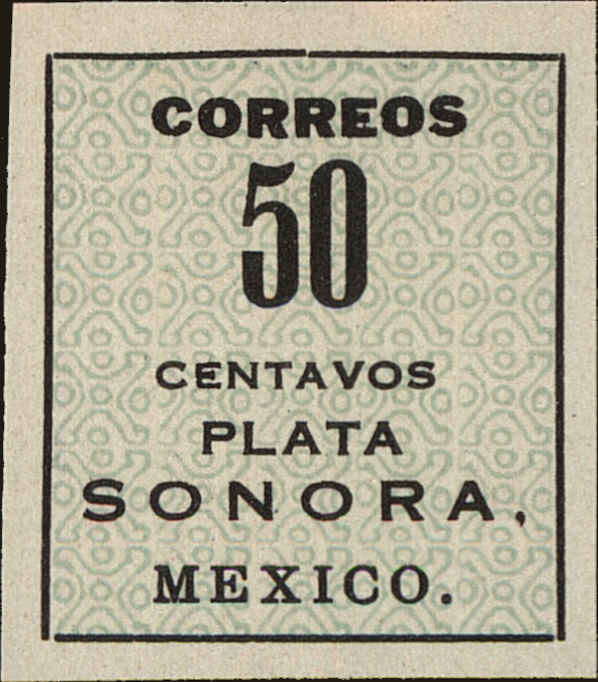 CORREOS
50
CENTAVOS
PLATA
SONORA,
MEXICO.